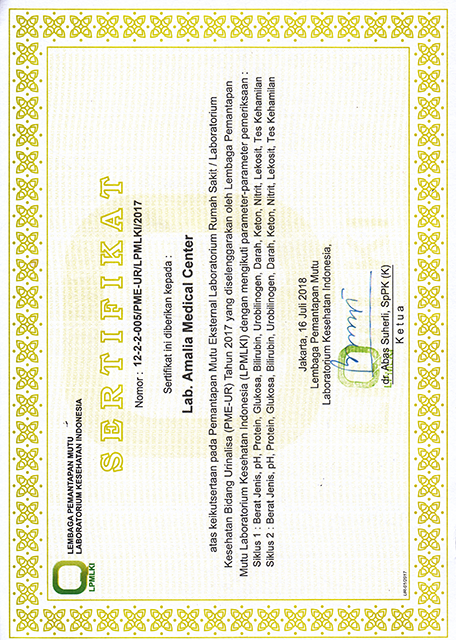 LPMLKI
LEMBAGA PEMANTAPAN MUTU
LABORATORIUM KESEHATAN INDONESIA
SERTIFIKAT
Nomor : 12-2-2-005/PME-UR/LPMLKI/2017
Sertifikat ini diberikan kepada :
Lab. Amalia Medical Center
atas keikutsertaan pada Pemantapan Mutu Eksternal Laboratorium Rumah Sakit / Laboratorium
Kesehatan Bidang Urinalisa (PME-UR) Tahun 2017 yang diselenggarakan oleh Lembaga Pemantapan
Mutu Laboratorium Kesehatan Indonesia (LPMLKI) dengan mengikuti parameter-parameter pemeriksaan :
Siklus 1 : Berat Jenis, pH, Protein, Glukosa, Bilirubin, Urobilinogen, Darah, Keton, Nitrit, Lekosit, Tes Kehamilan
Siklus 2 : Berat Jenis, pH, Protein, Glukosa, Bilirubin, Urobilinogen, Darah, Keton, Nitrit, Lekosit, Tes Kehamilan
Jakarta, 16 Juli 2018
Lembaga Pemantapan Mutu
Laboratorium Kesehatan Indonesia,
dr. Abas Suherli, SpPK (K)
Ketua